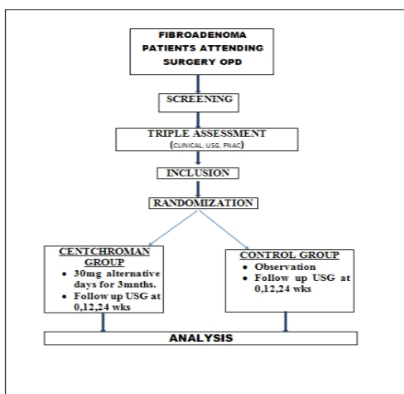 FIBROADENOMA
PATIENTS ATTENDING
SURGERY OPD
SCREENING
TRIPLE ASSESSMENT
(CLINICAL, USG, FNAC)
INCLUSION
RANDOMIZATION
CENTCHROMAN
GROUP
• 30mg alternative
days for 3mnths.
• Follow up USG at
0,12,24 wks
CONTROL GROUP
• Observation
• Follow up USG at
0,12,24 wks
ANALYSIS